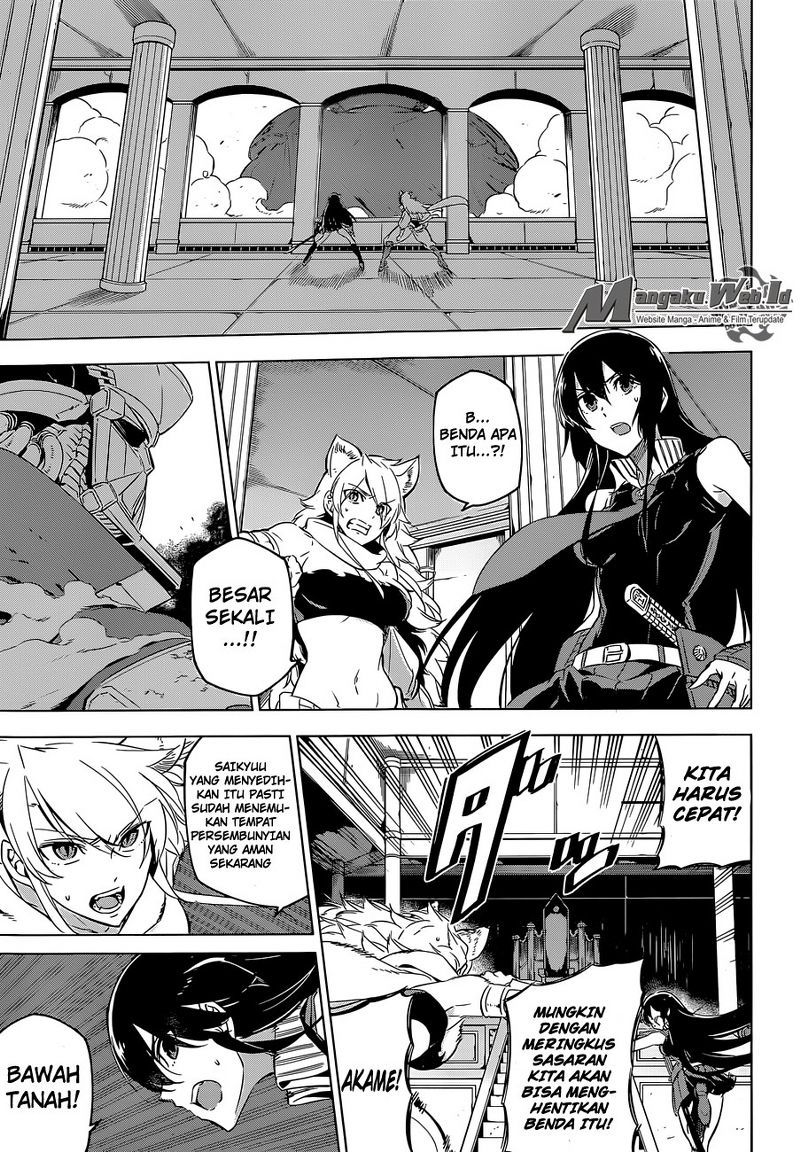 Mangaku.Web.Id
Website Manga - Anime & Film Terupdate
B...
BENDA APA
ITU...?!
BESAR
SEKALI
...!!
KITA
HARUS
CEPAT!
MUNGKIN
DENGAN
MERINGKUS
SASARAN
KITA AKAN
BISA MENG-
HENTIKAN
BENDA ITU!
AKAME!
SAIKYUU
YANG MENYEDIH-
KAN ITU PASTI
SUDAH MENEMU-
KAN TEMPAT
PERSEMBUNYIAN
YANG AMAN
SEKARANG
BAWAH
TANAH!